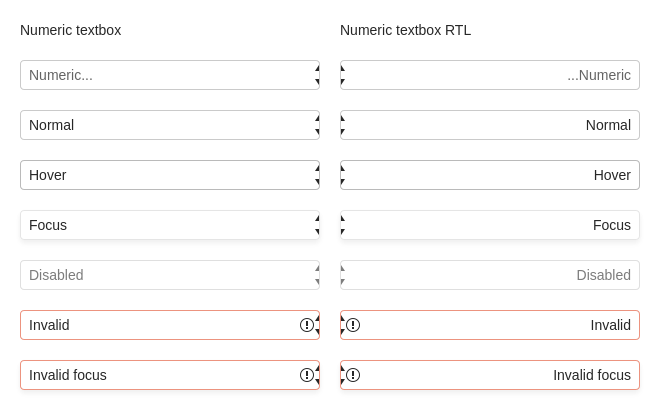 Numeric textbox
Numeric textbox RTL
Numeric...
...Numeric
Normal
Normal
Hover
Hover
Focus
Focus
Disabled
Disabled
Invalid
Invalid
Invalid focus
Invalid focus